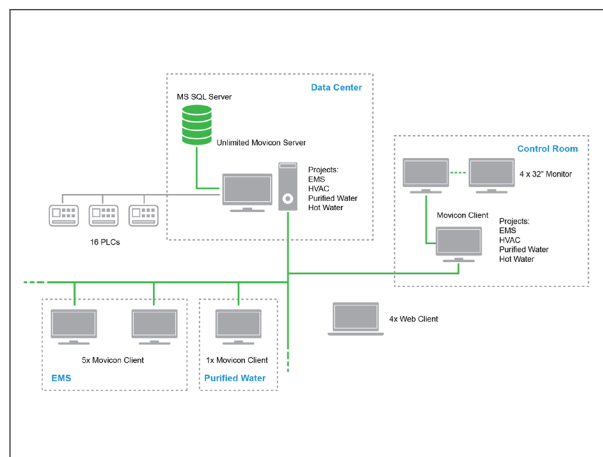 Data Center
MS SQL Server
Unlimited Movicon Server
Projects:
EMS
HVAC
Purified Water
Hot Water
16 PLCs
Control Room
4 x 32" Monitor
Movicon Client
Projects:
EMS
HVAC
Purified Water
Hot Water
4x Web Client
5x Movicon Client
EMS
1x Movicon Client
Purified Water